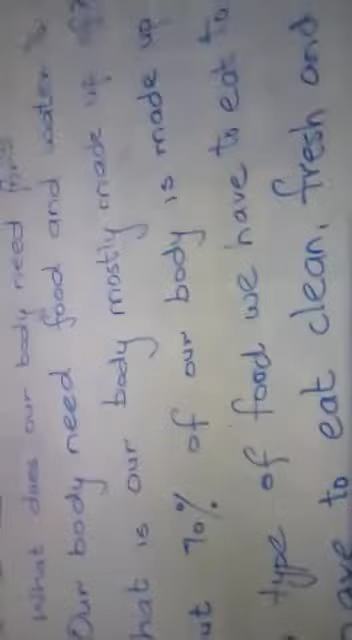 What does our body need
Our body need food and water
hat is our body mostly made up of?
ut 70% of our body is made up
type of food we have to eat to
ave to eat clean, fresh and